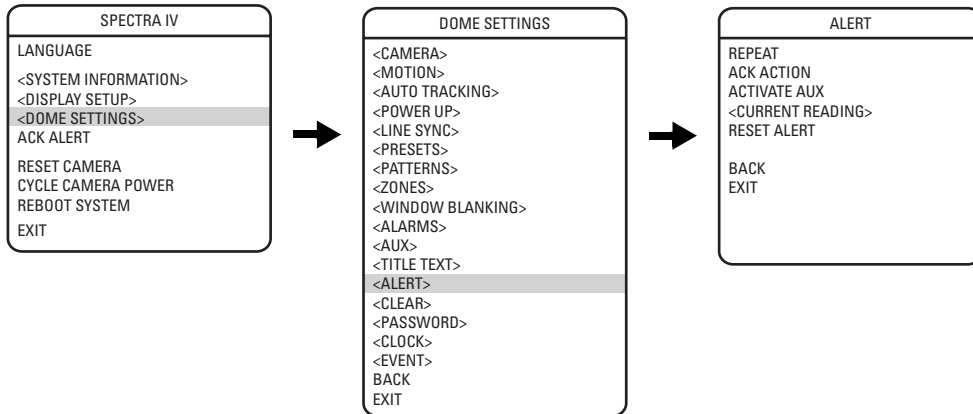 SPECTRA IV
LANGUAGE
<SYSTEM INFORMATION>
<DISPLAY SETUP>
<DOME SETTINGS>
ACK ALERT
RESET CAMERA
CYCLE CAMERA POWER
REBOOT SYSTEM
EXIT
DOME SETTINGS
<CAMERA>
<MOTION>
<AUTO TRACKING>
<POWER UP>
<LINE SYNC>
<PRESETS>
<PATTERNS>
<ZONES>
<WINDOW BLANKING>
<ALARMS>
<AUX>
<TITLE TEXT>
<ALERT>
<CLEAR>
<PASSWORD>
<CLOCK>
<EVENT>
BACK
EXIT
ALERT
REPEAT
ACK ACTION
ACTIVATE AUX
<CURRENT READING>
RESET ALERT
BACK
EXIT